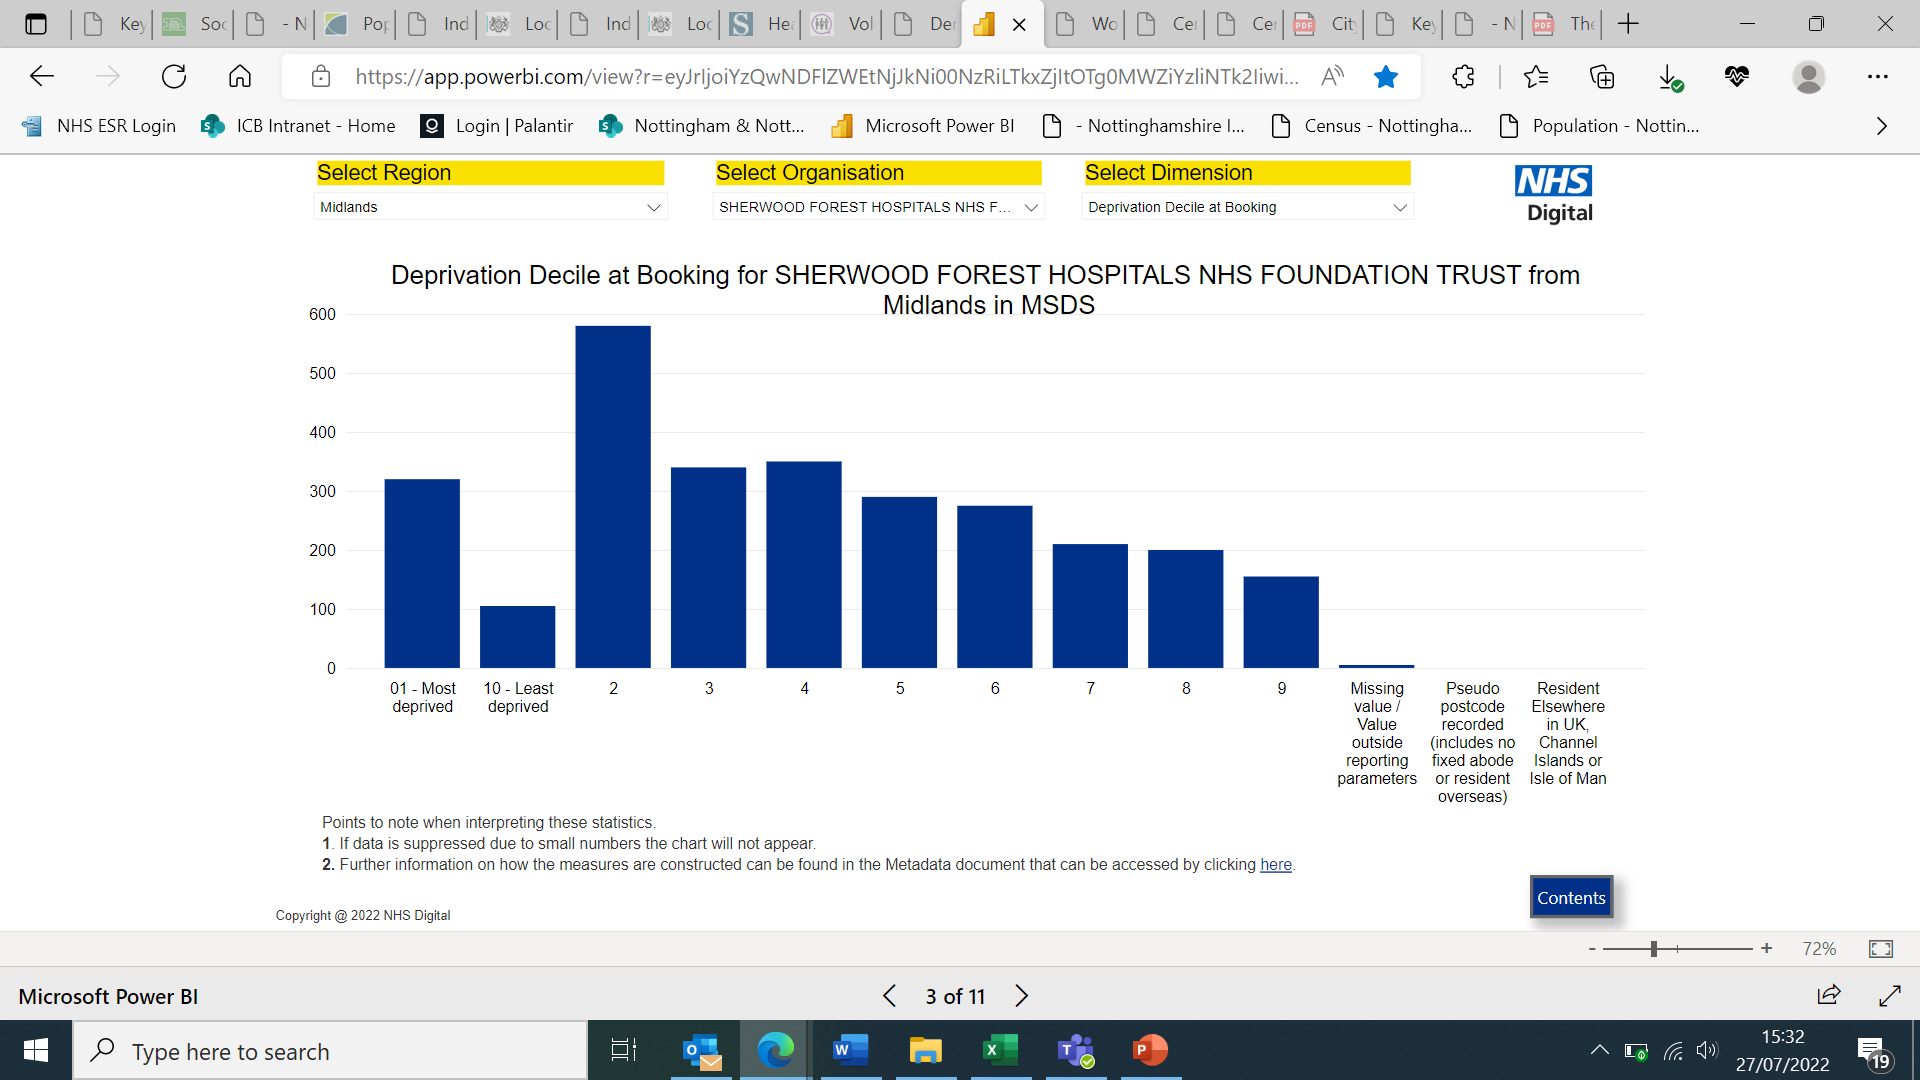 Key
Soc
- N
Pop
Ind
Loc
Ind
Loc
Hea
Vol
Der
Wo
Cer
Cer
City
Key
- N
The
https://app.powerbi.com/view?r=eyJrIjoiYzQwNDFlZWEtNjJkNi00NzRiLTkxZjItOTg0MWZiYzliNTk2Iiwi...
NHS ESR Login
ICB Intranet - Home
Login | Palantir
Nottingham & Nott...
Microsoft Power BI
- Nottinghamshire I...
Census - Nottingha...
Population - Nottin...
Select Region
Select Organisation
Select Dimension
Midlands
SHERWOOD FOREST HOSPITALS NHS F...
Deprivation Decile at Booking
NHS
Digital
Deprivation Decile at Booking for SHERWOOD FOREST HOSPITALS NHS FOUNDATION TRUST from
Midlands in MSDS
600
500
400
300
200
100
0
01 - Most
deprived
10 - Least
deprived
2
3
4
5
6
7
8
9
Missing
value /
Value
outside
reporting
parameters
Pseudo
postcode
recorded
(includes no
fixed abode
or resident
overseas)
Resident
Elsewhere
in UK,
Channel
Islands or
Isle of Man
Points to note when interpreting these statistics.
1. If data is suppressed due to small numbers the chart will not appear.
2. Further information on how the measures are constructed can be found in the Metadata document that can be accessed by clicking here.
Contents
Copyright @ 2022 NHS Digital
- + 72%
Microsoft Power BI
3 of 11
Type here to search
15:32
27/07/2022
19